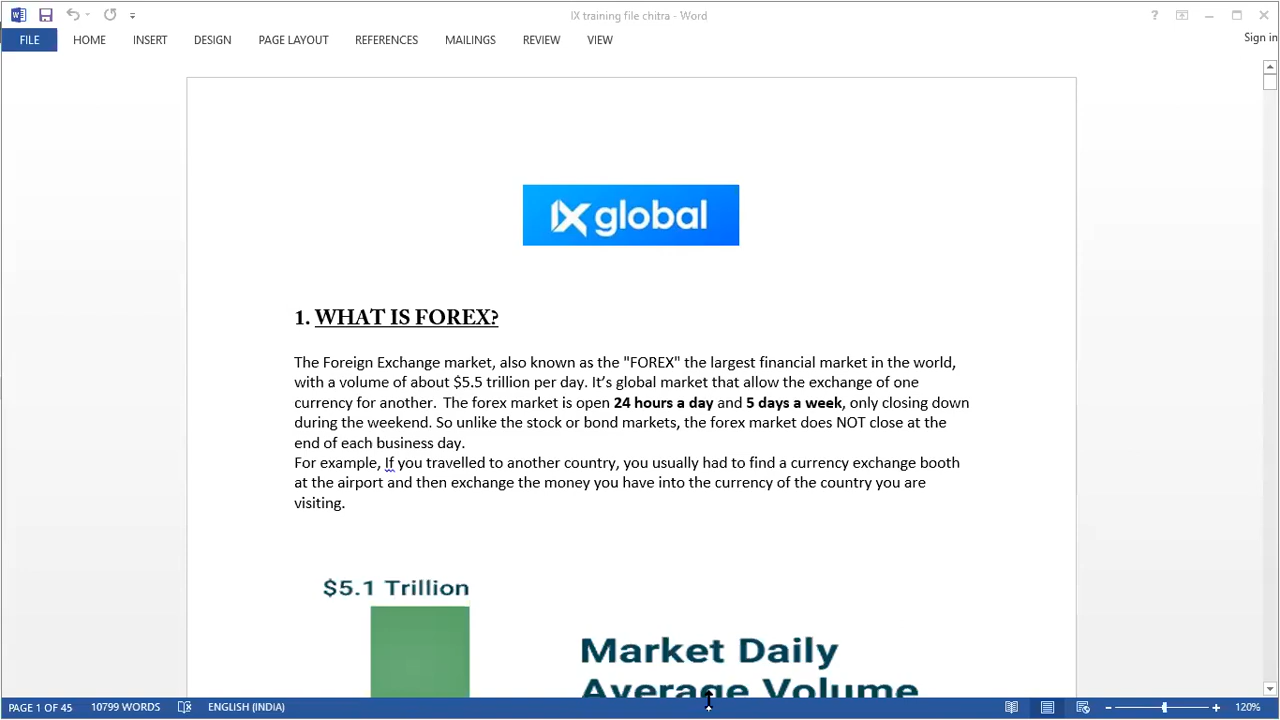 IX training file chitra - Word
?
FILE HOME INSERT DESIGN PAGE LAYOUT REFERENCES MAILINGS REVIEW VIEW Sign in
IX global
1. WHAT IS FOREX?
The Foreign Exchange market, also known as the "FOREX" the largest financial market in the world,
with a volume of about $5.5 trillion per day. It’s global market that allow the exchange of one
currency for another. The forex market is open 24 hours a day and 5 days a week, only closing down
during the weekend. So unlike the stock or bond markets, the forex market does NOT close at the
end of each business day.
For example, If you travelled to another country, you usually had to find a currency exchange booth
at the airport and then exchange the money you have into the currency of the country you are
visiting.
$5.1 Trillion
Market Daily
Average Volume
PAGE 1 OF 45 10799 WORDS ENGLISH (INDIA) 120%